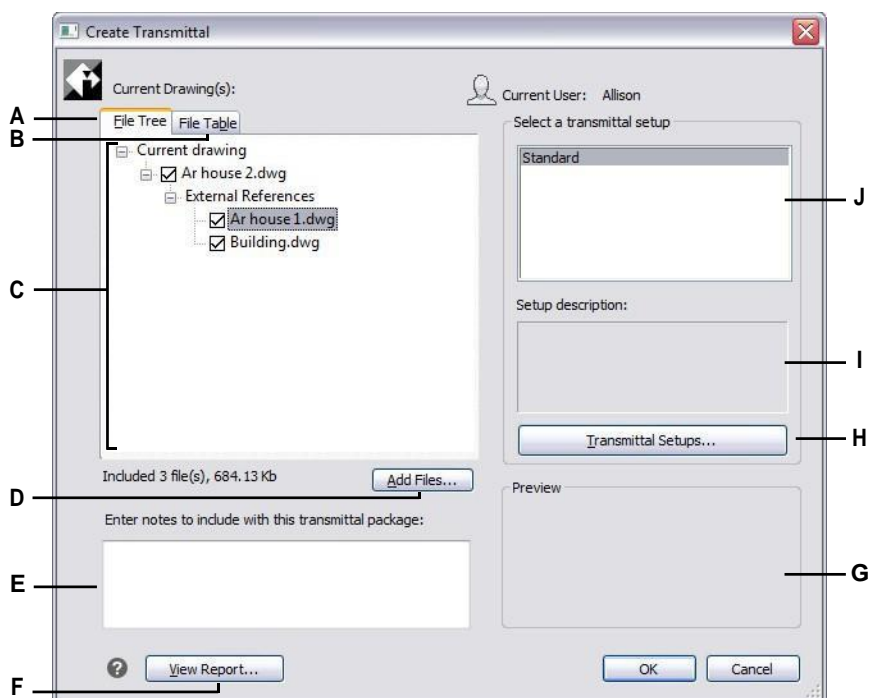 Create Transmittal
Current Drawing(s):
Current User: Allison
A
File Tree
File Table
B
Select a transmittal setup
Current drawing
Ar house 2.dwg
External References
Ar house 1.dwg
Building.dwg
C
Standard
J
Setup description:
I
Transmittal Setups...
H
Included 3 file(s), 684.13 Kb
Add Files...
D
Enter notes to include with this transmittal package:
E
Preview
G
?
View Report...
F
OK
Cancel